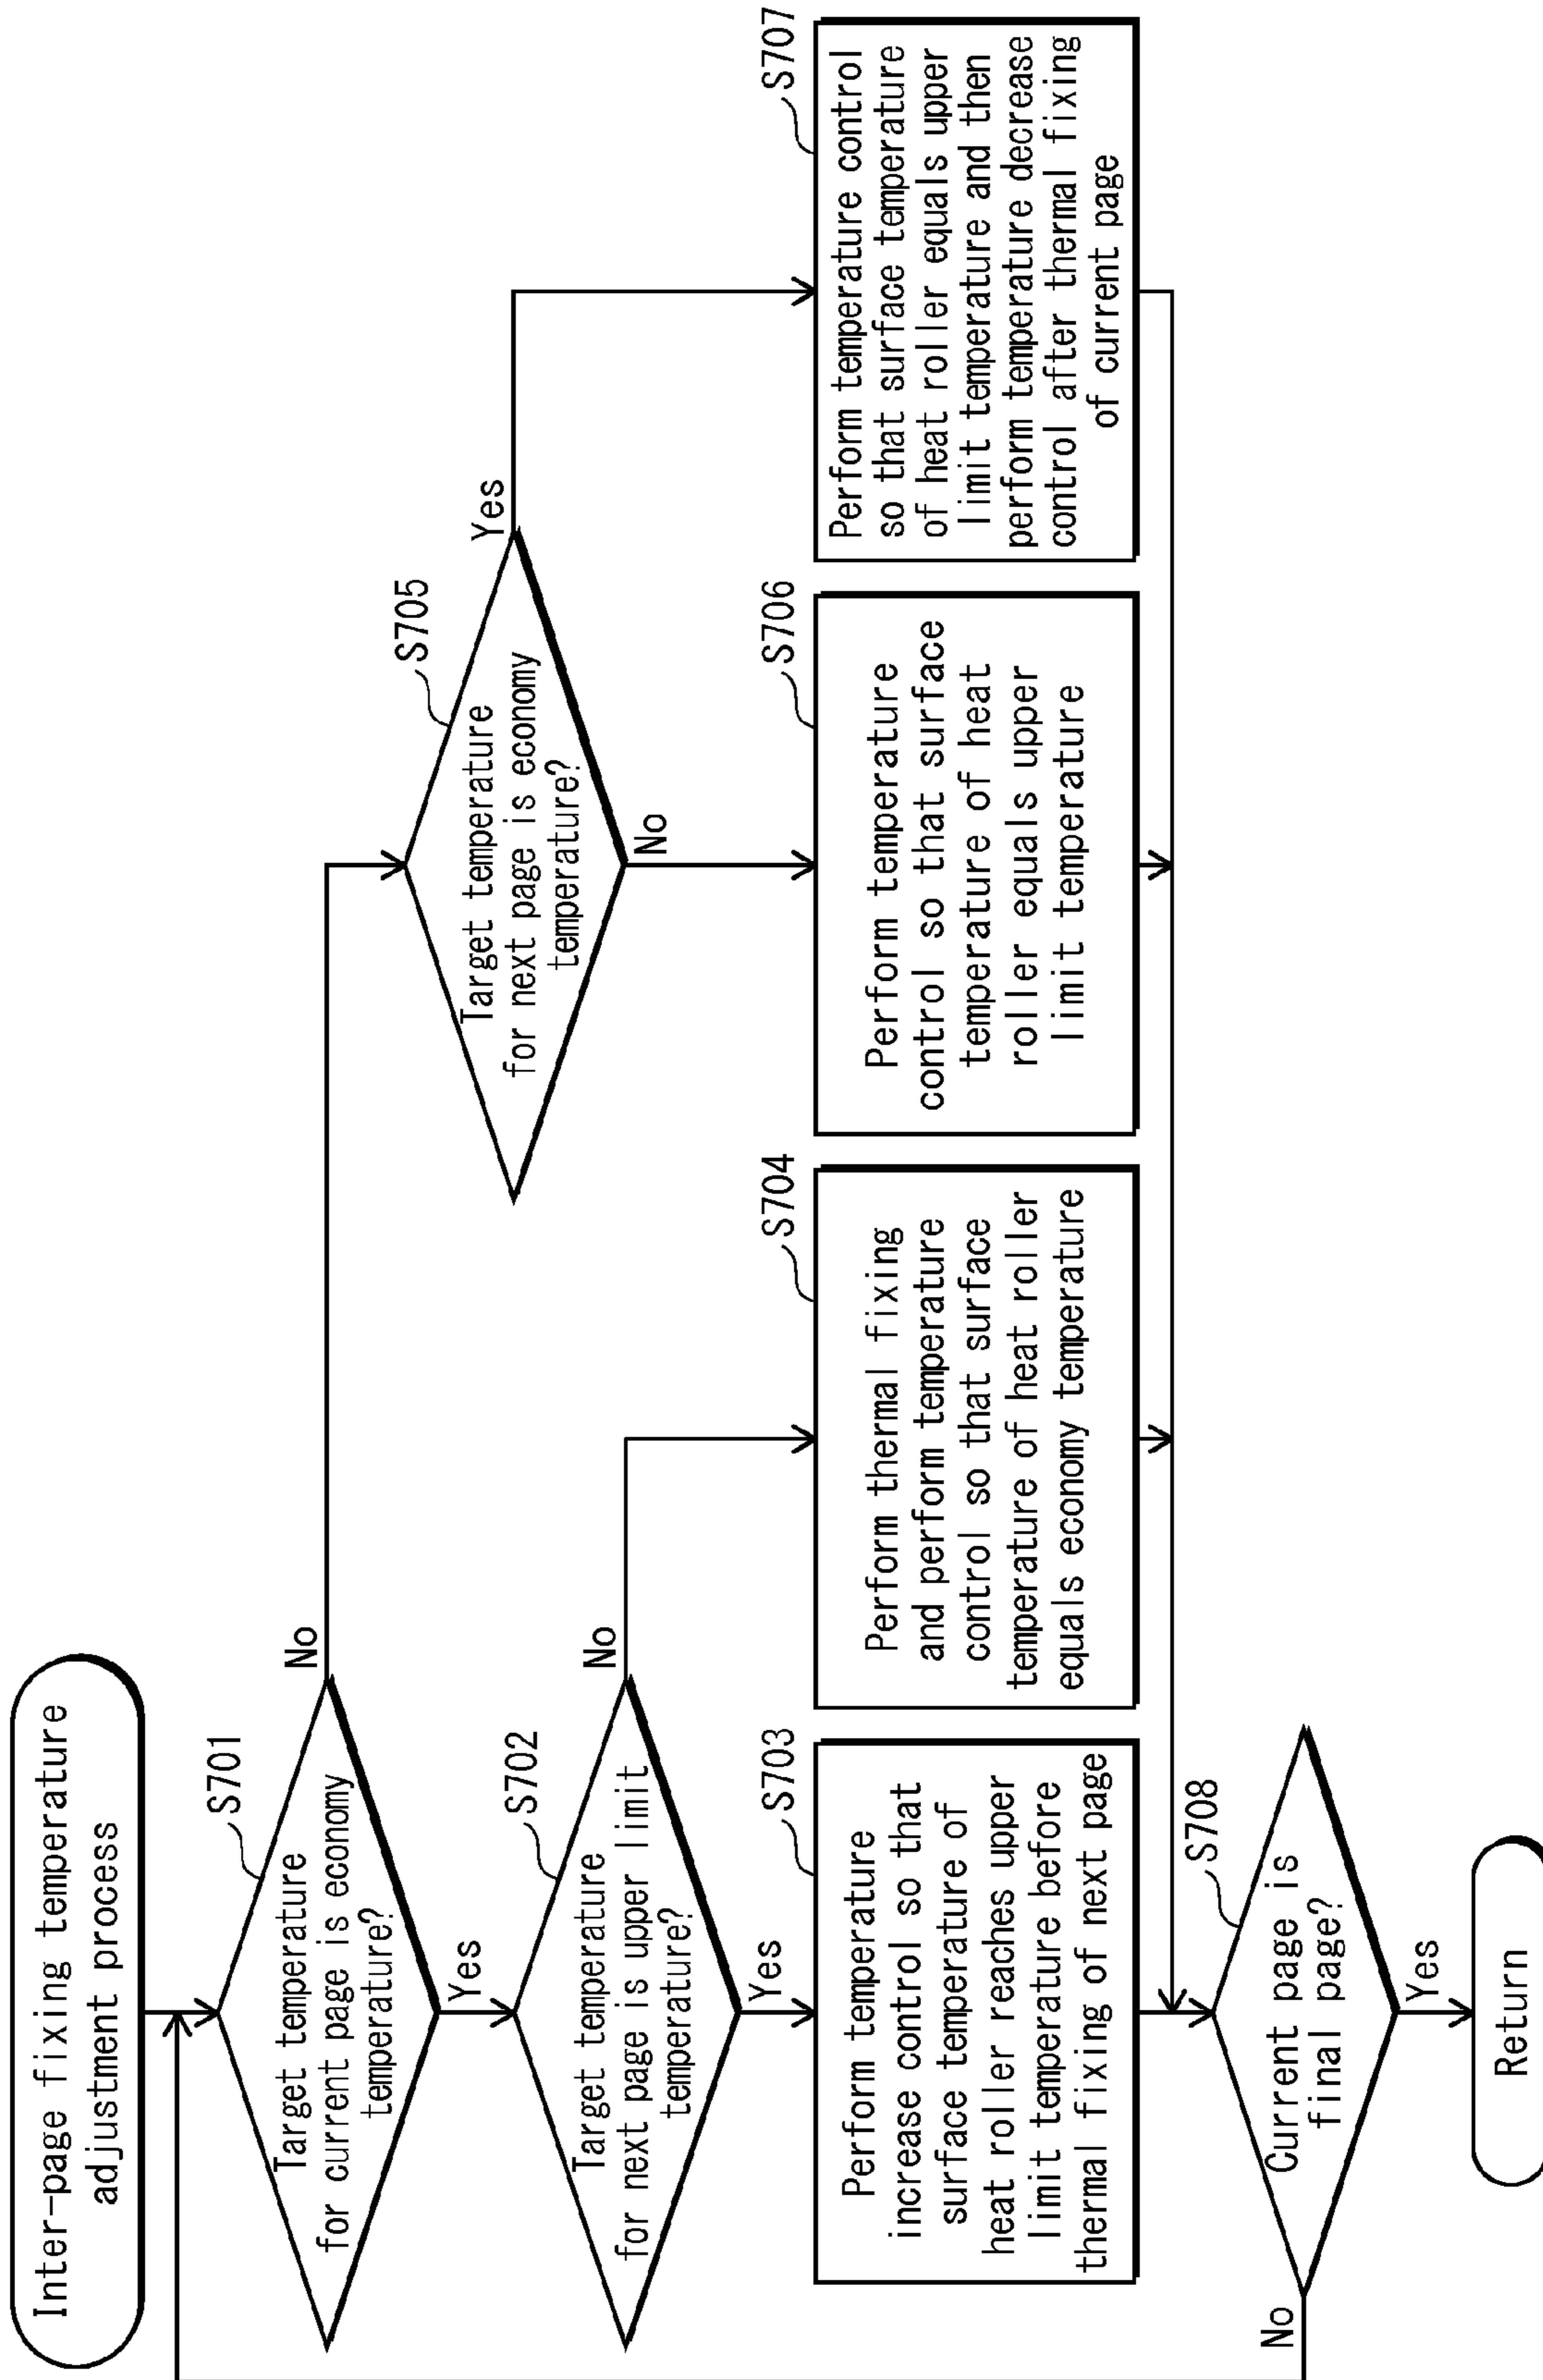 Inter-page fixing temperature
adjustment process
S701
Target temperature
for current page is economy
temperature?
No
Yes
S702
Target temperature
for next page is upper limit
temperature?
No
Yes
S703
Perform temperature
increase control so that
surface temperature of
heat roller reaches upper
limit temperature before
thermal fixing of next page
S704
Perform thermal fixing
and perform temperature
control so that surface
temperature of heat roller
equals economy temperature
S705
Target temperature
for next page is economy
temperature?
Yes
No
S706
Perform temperature
control so that surface
temperature of heat
roller equals upper
limit temperature
S707
Perform temperature control
so that surface temperature
of heat roller equals upper
limit temperature and then
perform temperature decrease
control after thermal fixing
of current page
S708
Current page is
final page?
No
Yes
Return